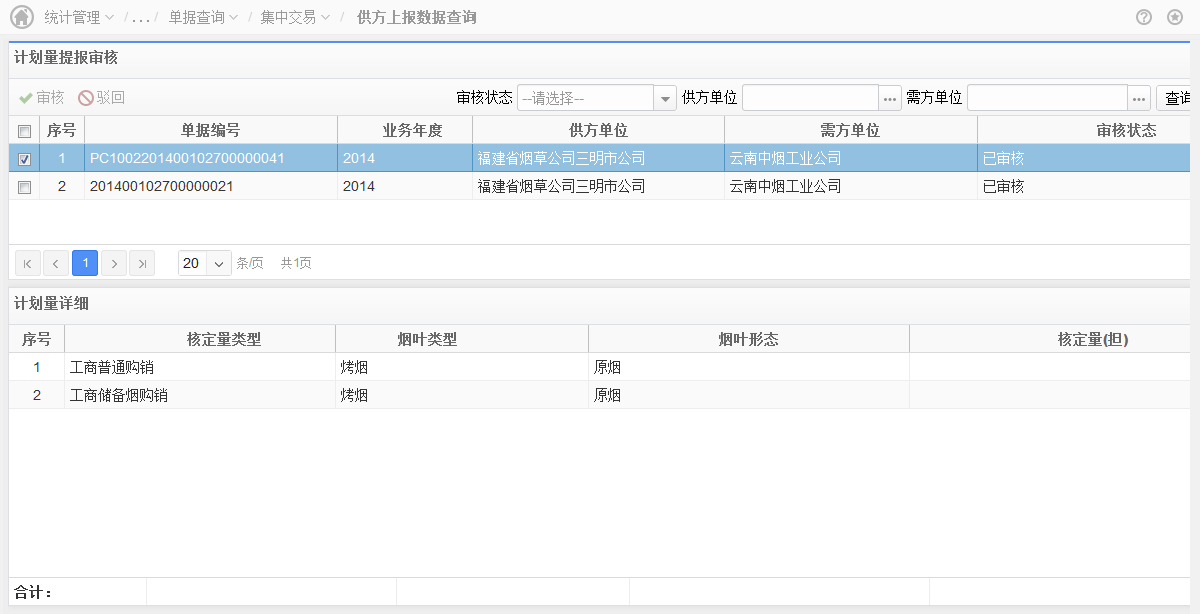 统计管理 / ... / 单据查询 / 集中交易 / 供方上报数据查询
计划量提报审核
审核 驳回 审核状态 --请选择-- 供方单位 ... 需方单位 ... 查询
序号 单据编号 业务年度 供方单位 需方单位 审核状态
1 PC1002201400102700000041 2014 福建省烟草公司三明市公司 云南中烟工业公司 已审核
2 201400102700000021 2014 福建省烟草公司三明市公司 云南中烟工业公司 已审核
1 20 条/页 共1页
计划量详细
序号 核定量类型 烟叶类型 烟叶形态 核定量(担)
1 工商普通购销 烤烟 原烟
2 工商储备烟购销 烤烟 原烟
合计：